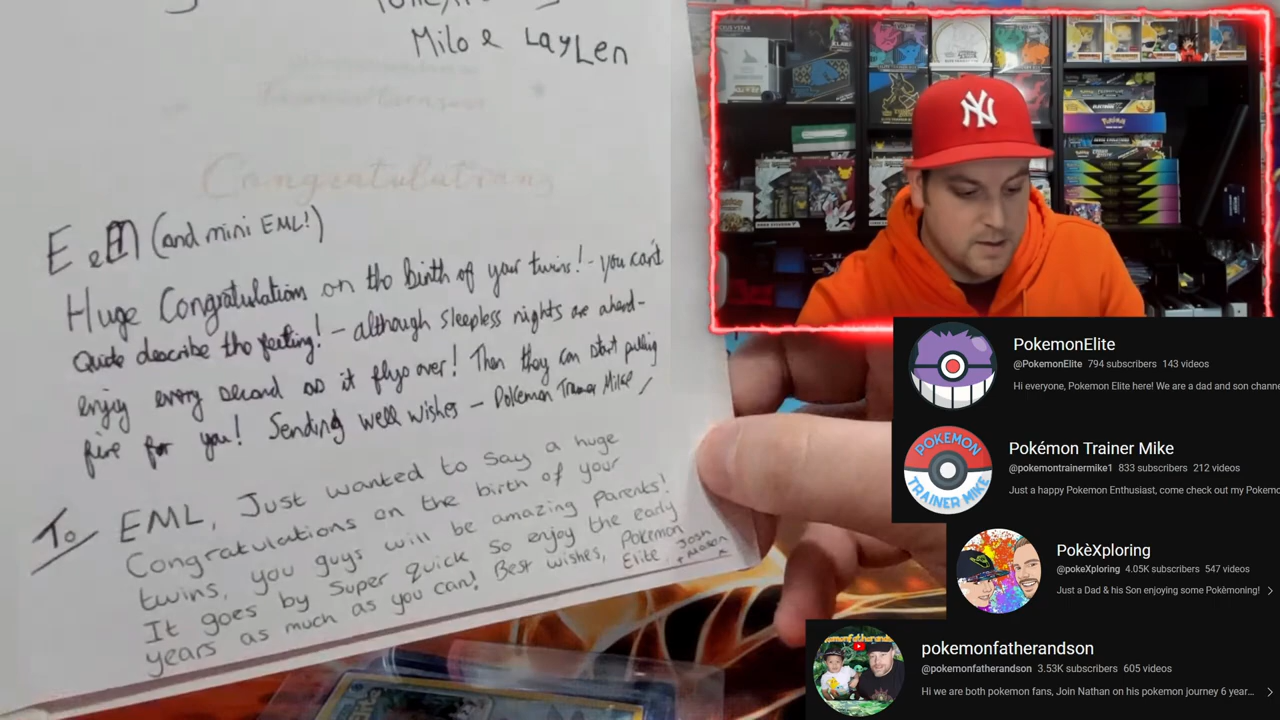 Milo & LayLen
Congratulations
E e M (and mini EML!)
Huge Congratulations on the birth of your twins! - you can't
quite describe the feeling! - although sleepless nights are ahead -
enjoy every second as it flys over! Then they can start pulling
fire for you! Sending well wishes - Pokemon Trainer Mike /
To EML, Just wanted to say a huge
Congratulations on the birth of your
twins, you guys will be amazing parents!
It goes by super quick so enjoy the early
years as much as you can! Best wishes, Pokemon
Elite. Josh
+ Mason x
NY
POKÉMON
PokemonElite
@PokemonElite 794 subscribers 143 videos
Hi everyone, Pokemon Elite here! We are a dad and son channe
POKEMON
TRAINER MIKE
Pokémon Trainer Mike
@pokemontrainermike1 833 subscribers 212 videos
Just a happy Pokemon Enthusiast, come check out my Pokemo
PokèXploring
@pokeXploring 4.05K subscribers 547 videos
Just a Dad & his Son enjoying some Pokèmoning!
pokemonfatherandson
pokemonfatherandson
@pokemonfatherandson 3.53K subscribers 605 videos
Hi we are both pokemon fans, Join Nathan on his pokemon journey 6 year...